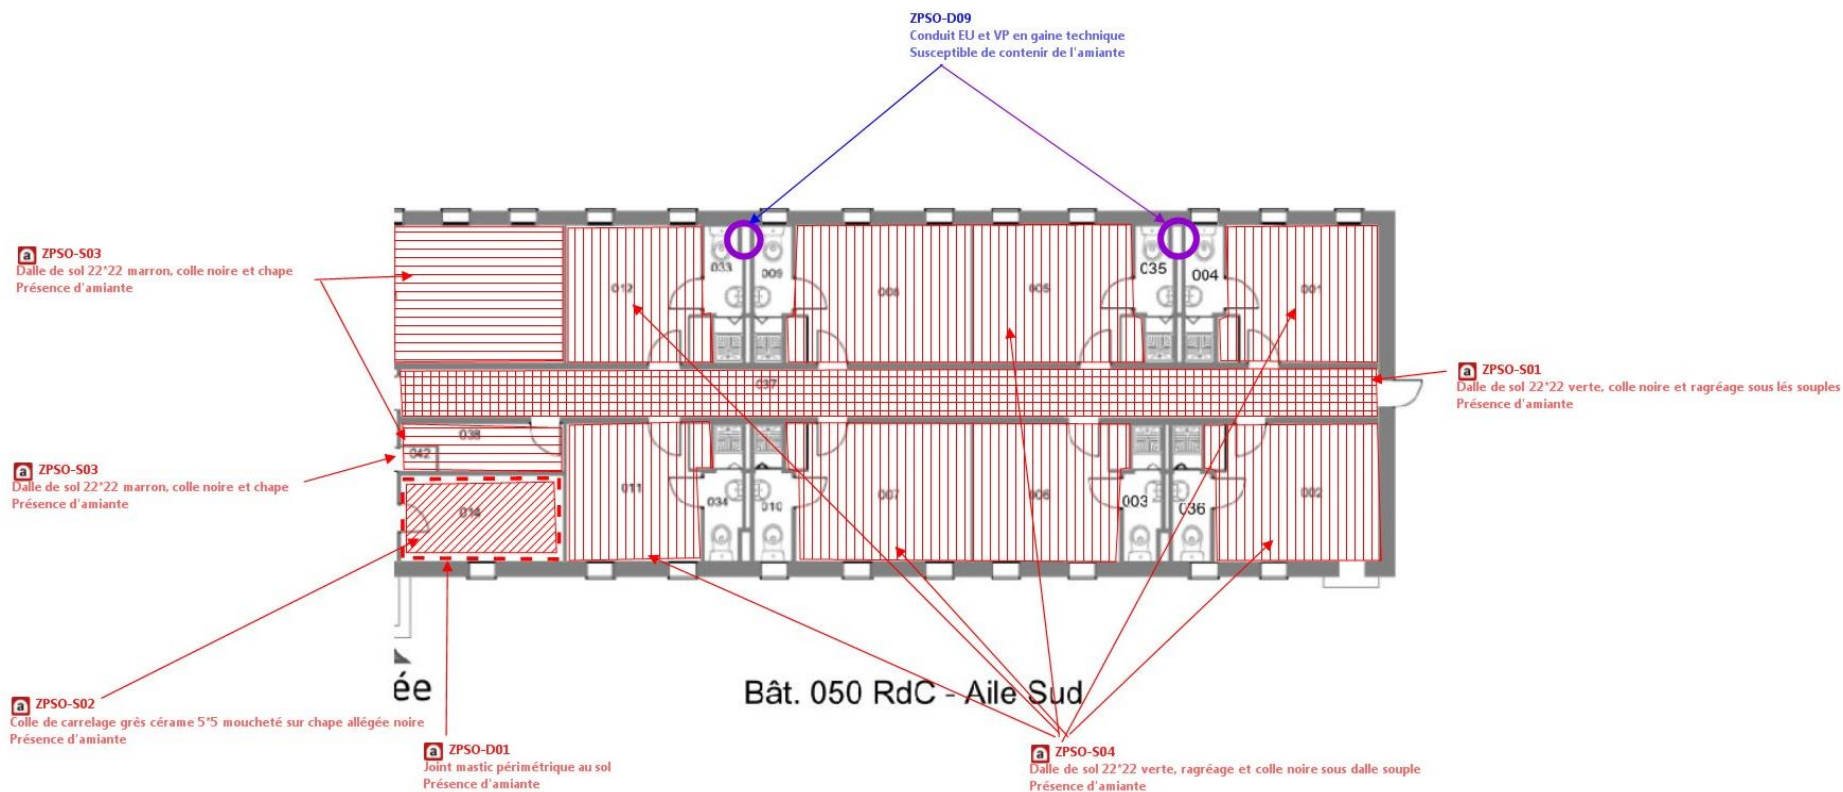 ZPSO-D09
Conduit EU et VP en gaine technique
Susceptible de contenir de l'amiante
a ZPSO-S03
Dalle de sol 22*22 marron, colle noire et chape
Présence d'amiante
012
033
009
008
005
035
004
001
037
a ZPSO-S01
Dalle de sol 22*22 verte, colle noire et ragréage sous lés souples
Présence d'amiante
038
042
a ZPSO-S03
Dalle de sol 22*22 marron, colle noire et chape
Présence d'amiante
014
011
034
010
007
006
003
036
002
ée
Bât. 050 RdC - Aile Sud
a ZPSO-S02
Colle de carrelage grês cérame 5*5 moucheté sur chape allégée noire
Présence d'amiante
a ZPSO-D01
Joint mastic périmétrique au sol
Présence d'amiante
a ZPSO-S04
Dalle de sol 22*22 verte, ragréage et colle noire sous dalle souple
Présence d'amiante